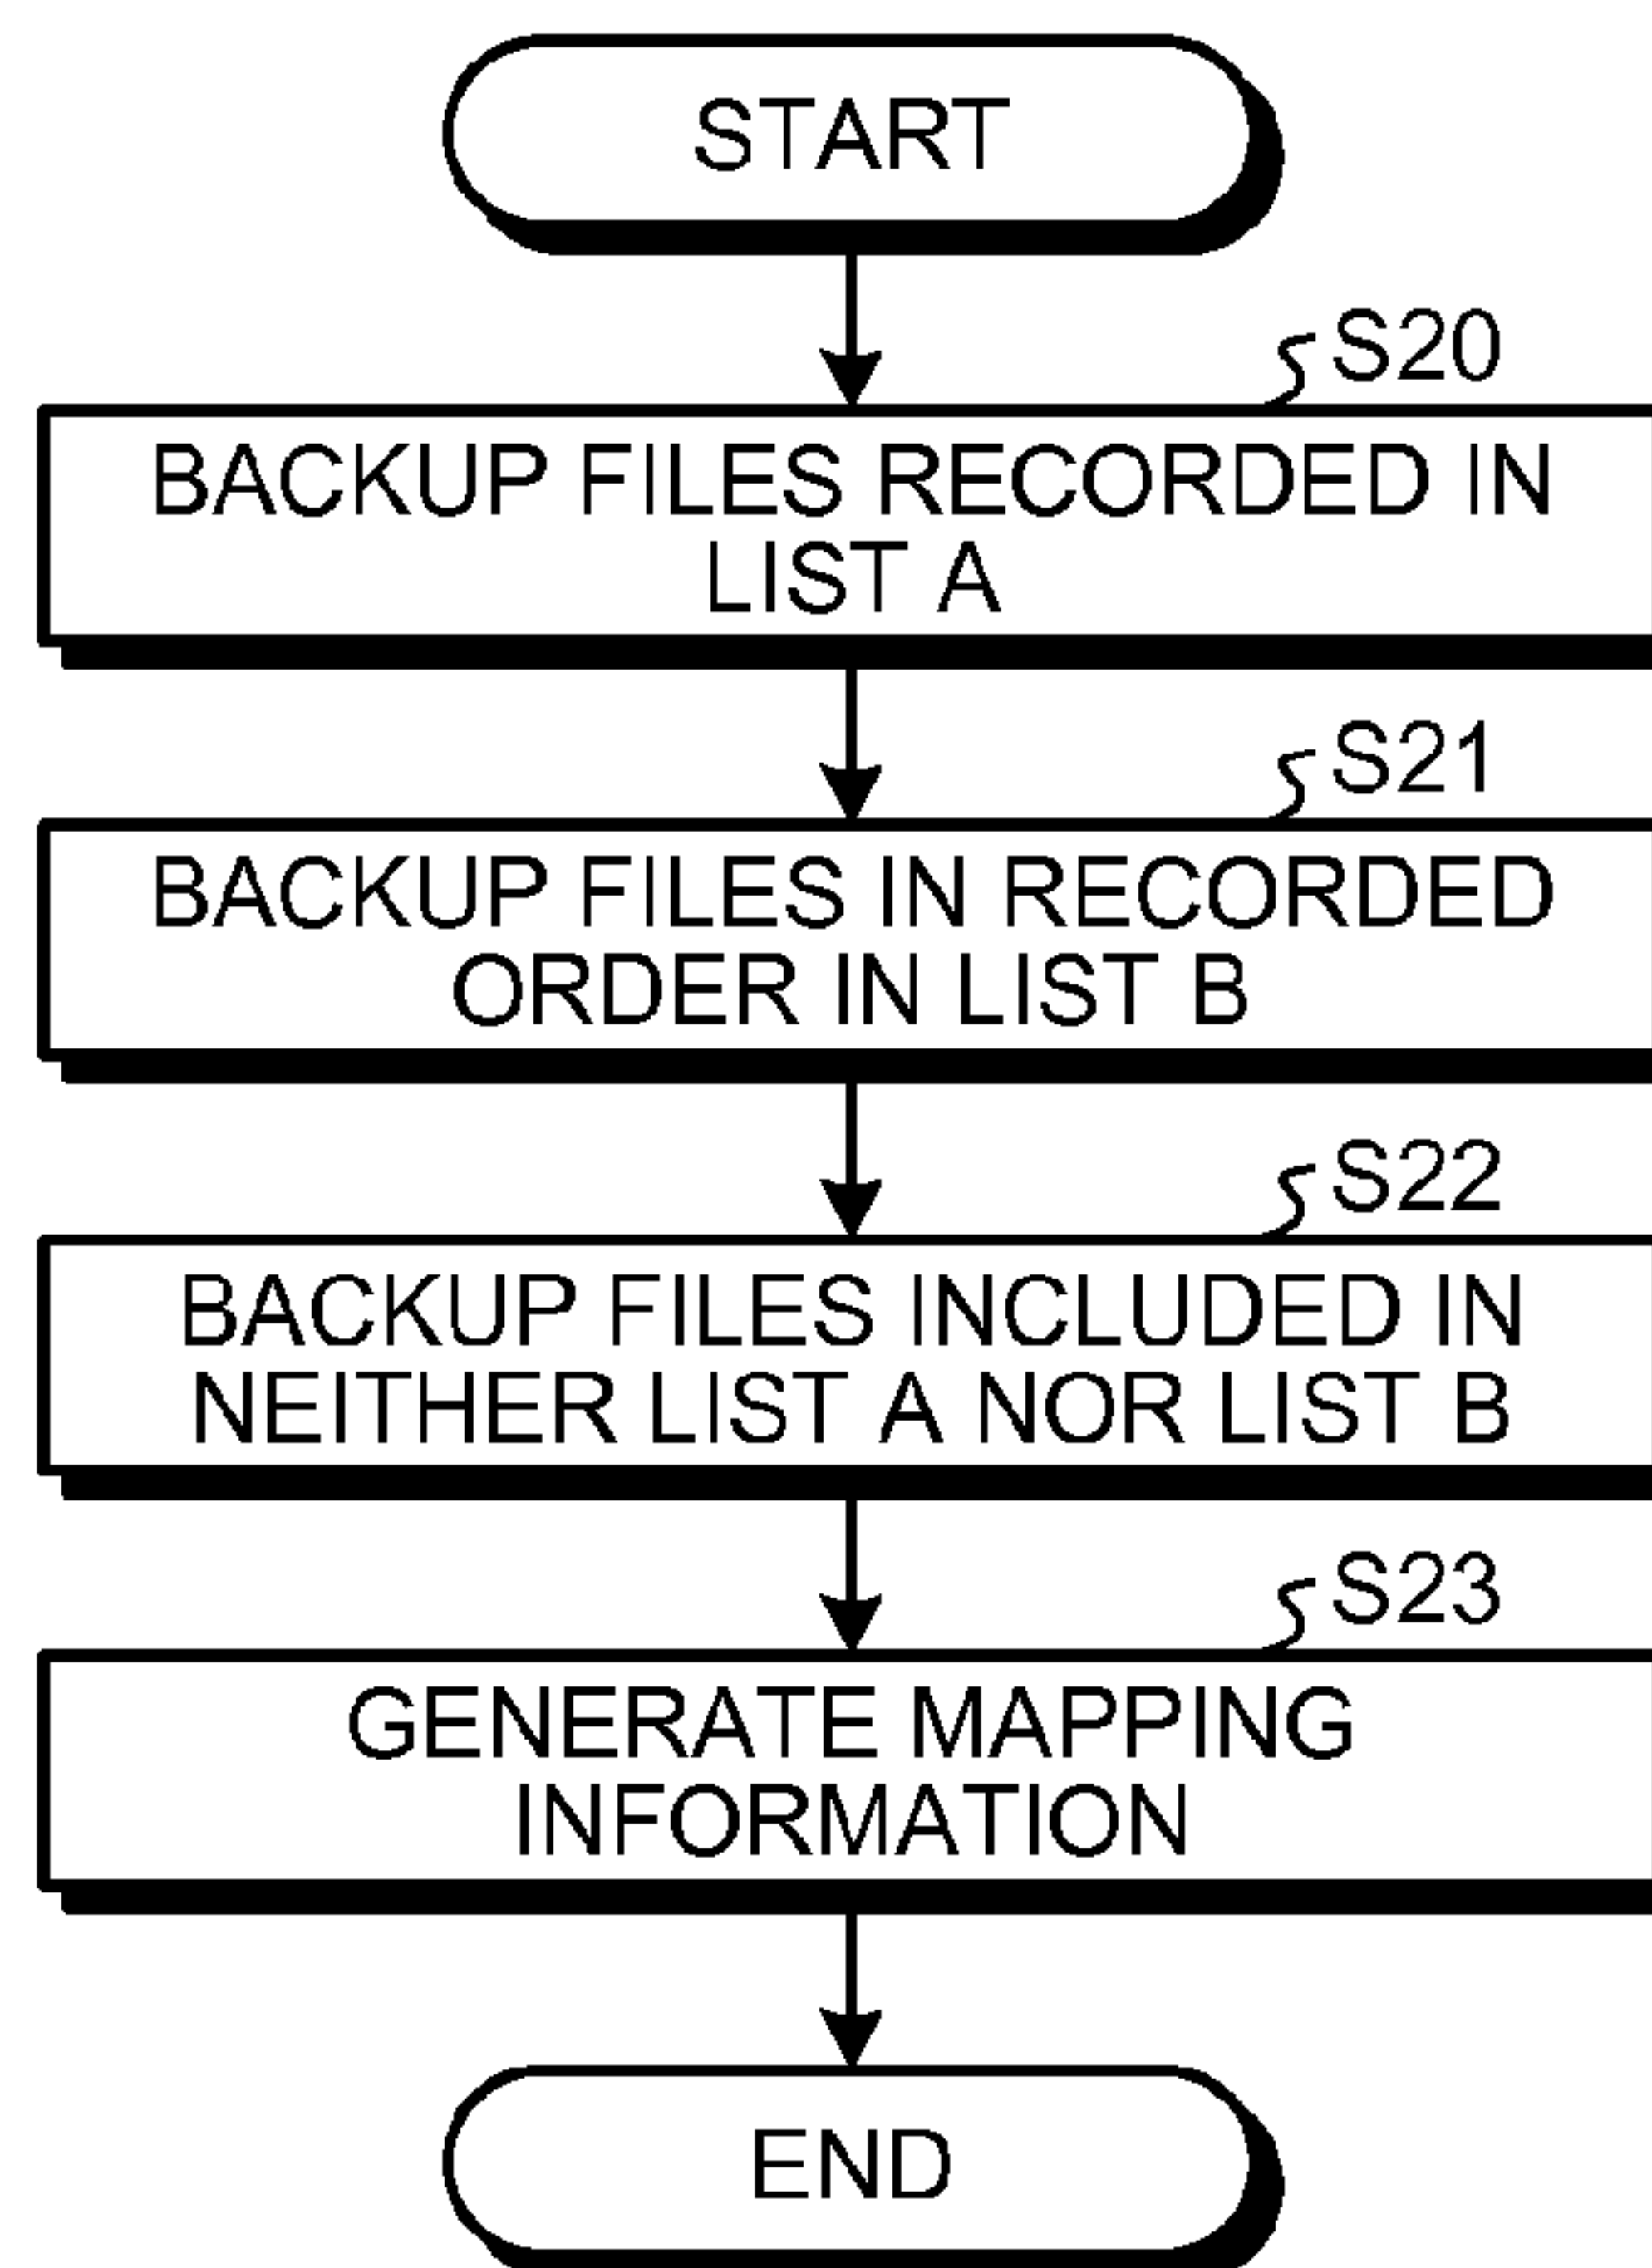 START
S20
BACKUP FILES RECORDED IN
LIST A
S21
BACKUP FILES IN RECORDED
ORDER IN LIST B
S22
BACKUP FILES INCLUDED IN
NEITHER LIST A NOR LIST B
S23
GENERATE MAPPING
INFORMATION
END